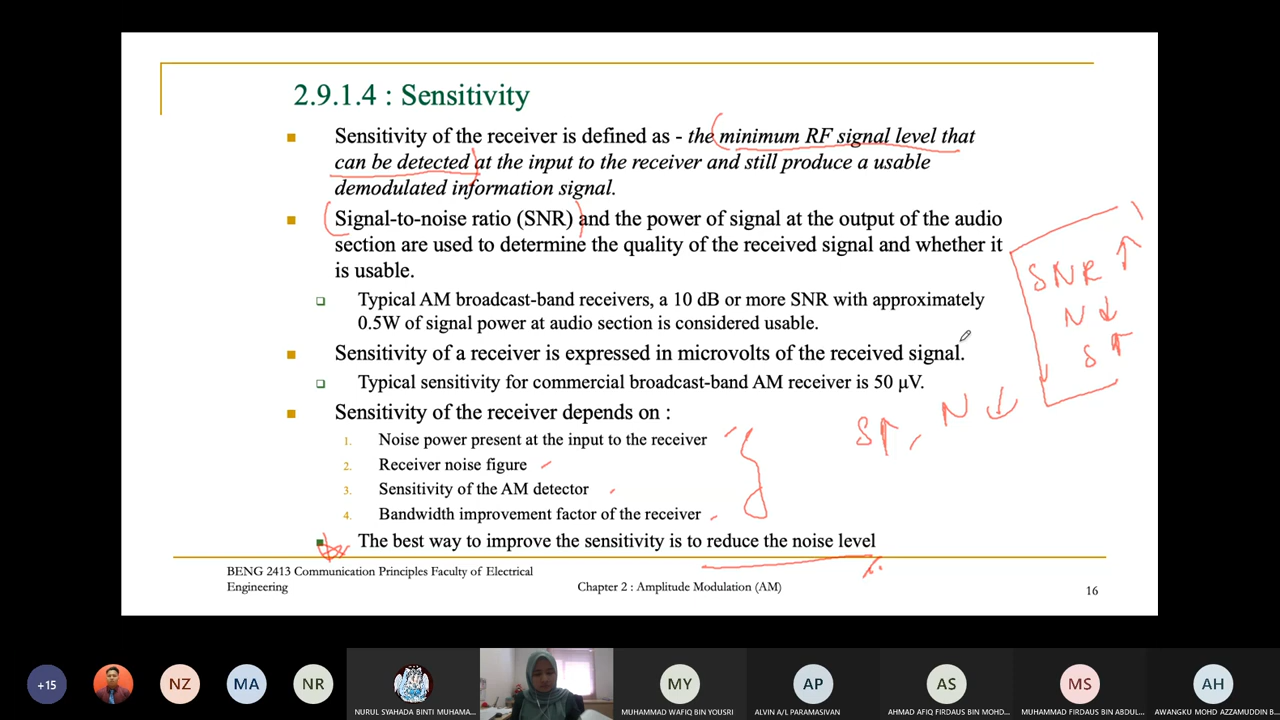 2.9.1.4 : Sensitivity
Sensitivity of the receiver is defined as - the minimum RF signal level that
can be detected at the input to the receiver and still produce a usable
demodulated information signal.
Signal-to-noise ratio (SNR) and the power of signal at the output of the audio
section are used to determine the quality of the received signal and whether it
is usable.
Typical AM broadcast-band receivers, a 10 dB or more SNR with approximately
0.5W of signal power at audio section is considered usable.
Sensitivity of a receiver is expressed in microvolts of the received signal.
Typical sensitivity for commercial broadcast-band AM receiver is 50 µV.
Sensitivity of the receiver depends on :
1. Noise power present at the input to the receiver
2. Receiver noise figure
3. Sensitivity of the AM detector
4. Bandwidth improvement factor of the receiver
The best way to improve the sensitivity is to reduce the noise level
SNR ↑
N ↓
S ↑
S↑, N ↓
BENG 2413 Communication Principles Faculty of Electrical
Engineering
Chapter 2 : Amplitude Modulation (AM)
16
+15
NZ
MA
NR
MY
AP
AS
MS
AH
NURUL SYAHADA BINTI MUHAMA...
MUHAMMAD WAFIQ BIN YOUSRI
ALVIN A/L PARAMASIVAN
AHMAD AFIQ FIRDAUS BIN MOHD...
MUHAMMAD FIRDAUS BIN ABDUL...
AWANGKU MOHD AZZAMUDDIN B...